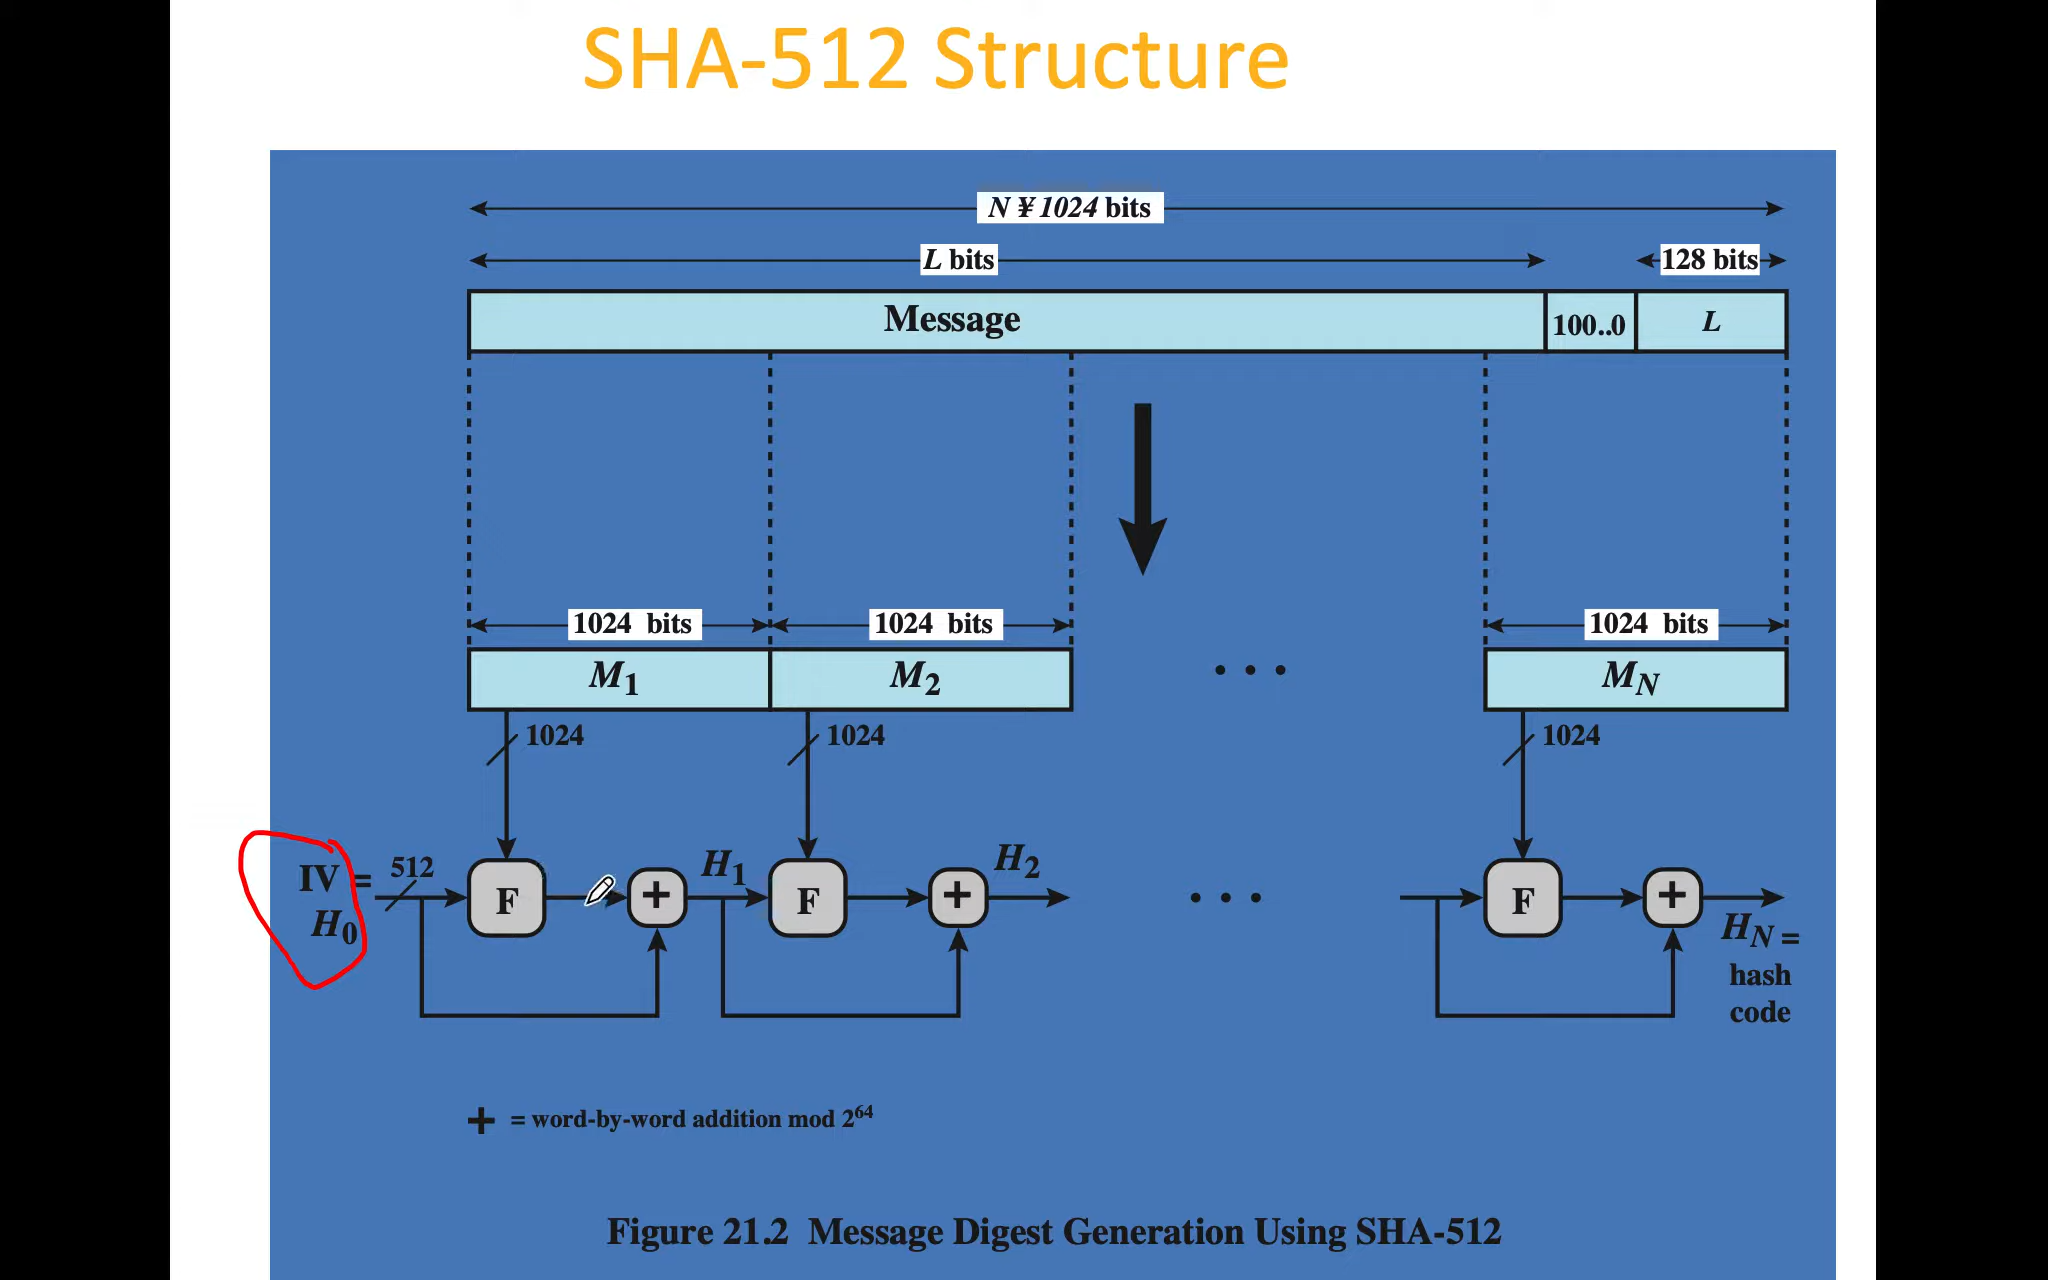 SHA-512 Structure
N ¥ 1024 bits
L bits
128 bits
Message
100..0
L
1024 bits
1024 bits
1024 bits
M1
M2
. . .
MN
1024
1024
1024
IV =
H0
512
F
+
H1
F
+
H2
. . .
F
+
HN =
hash
code
+ = word-by-word addition mod 2^64
Figure 21.2 Message Digest Generation Using SHA-512